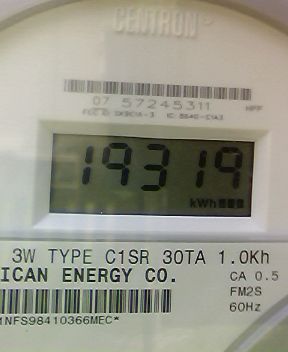 CENTRON
07 57245311 HPF
19319
kWh
3W TYPE C1SR 30TA 1.0Kh
ICAN ENERGY CO. CA 0.5
FM2S
NFS98410366MEC* 60Hz